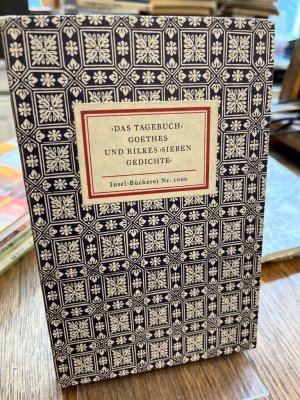 ›DAS TAGEBUCH‹
GOETHES
UND RILKES ›SIEBEN
GEDICHTE‹
Insel-Bücherei Nr. 1000